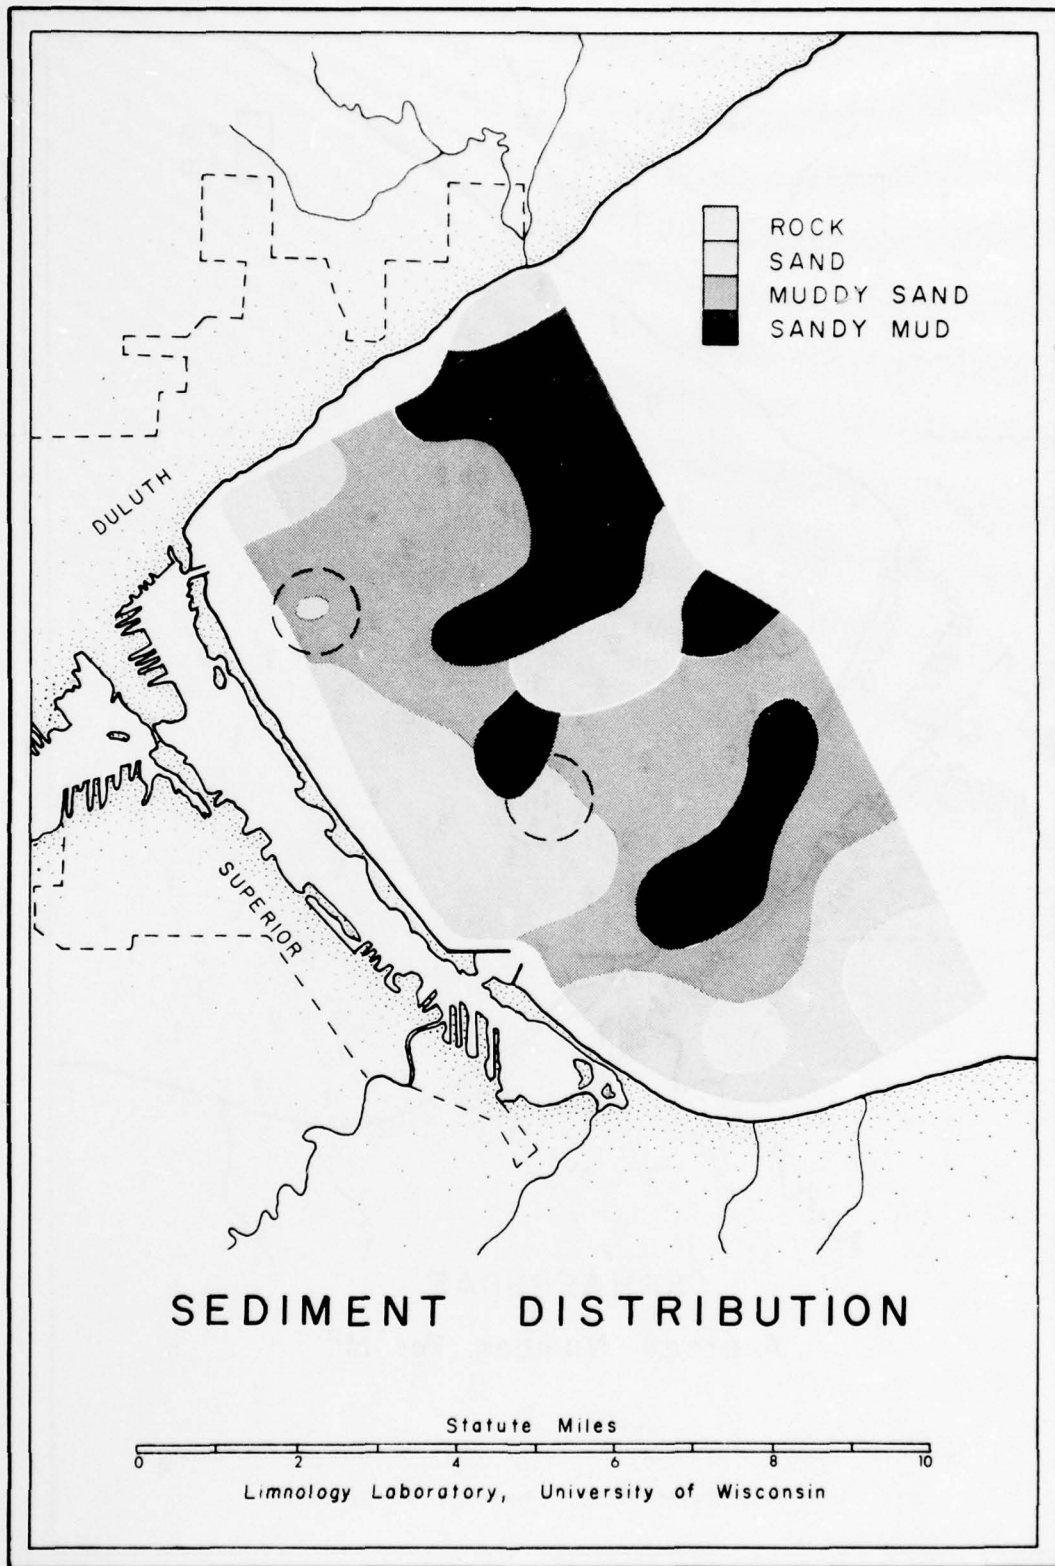 ROCK
SAND
MUDDY SAND
SANDY MUD
DULUTH
SUPERIOR
SEDIMENT DISTRIBUTION
Statute Miles
0 2 4 6 8 10
Limnology Laboratory, University of Wisconsin